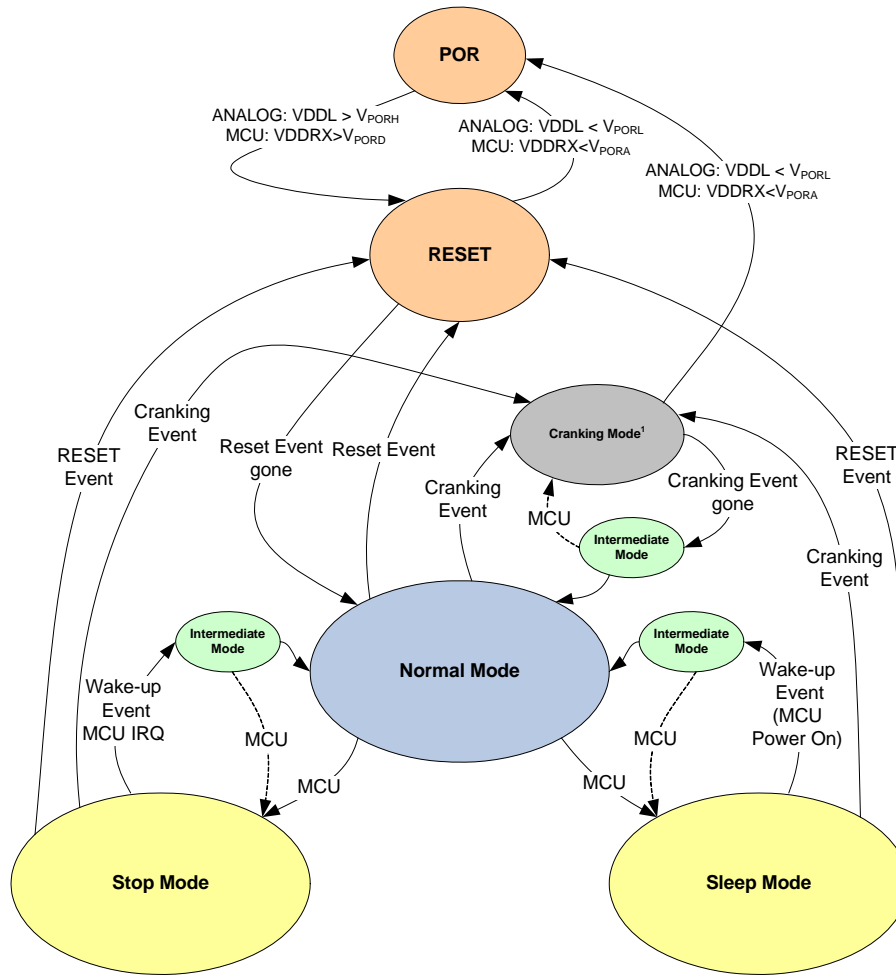 POR
ANALOG: VDDL > VPORH
MCU: VDDRX>VPORD
ANALOG: VDDL < VPORL
MCU: VDDRX<VPORA
ANALOG: VDDL < VPORL
MCU: VDDRX<VPORA
RESET
Cranking
Event
RESET
Event
Reset Event
gone
Reset Event
Cranking Mode¹
Cranking
Event
MCU
Cranking Event
gone
Intermediate
Mode
RESET
Event
Cranking
Event
Intermediate
Mode
Normal Mode
Intermediate
Mode
Wake-up
Event
MCU IRQ
MCU
MCU
MCU
MCU
Wake-up
Event
(MCU
Power On)
Stop Mode
Sleep Mode